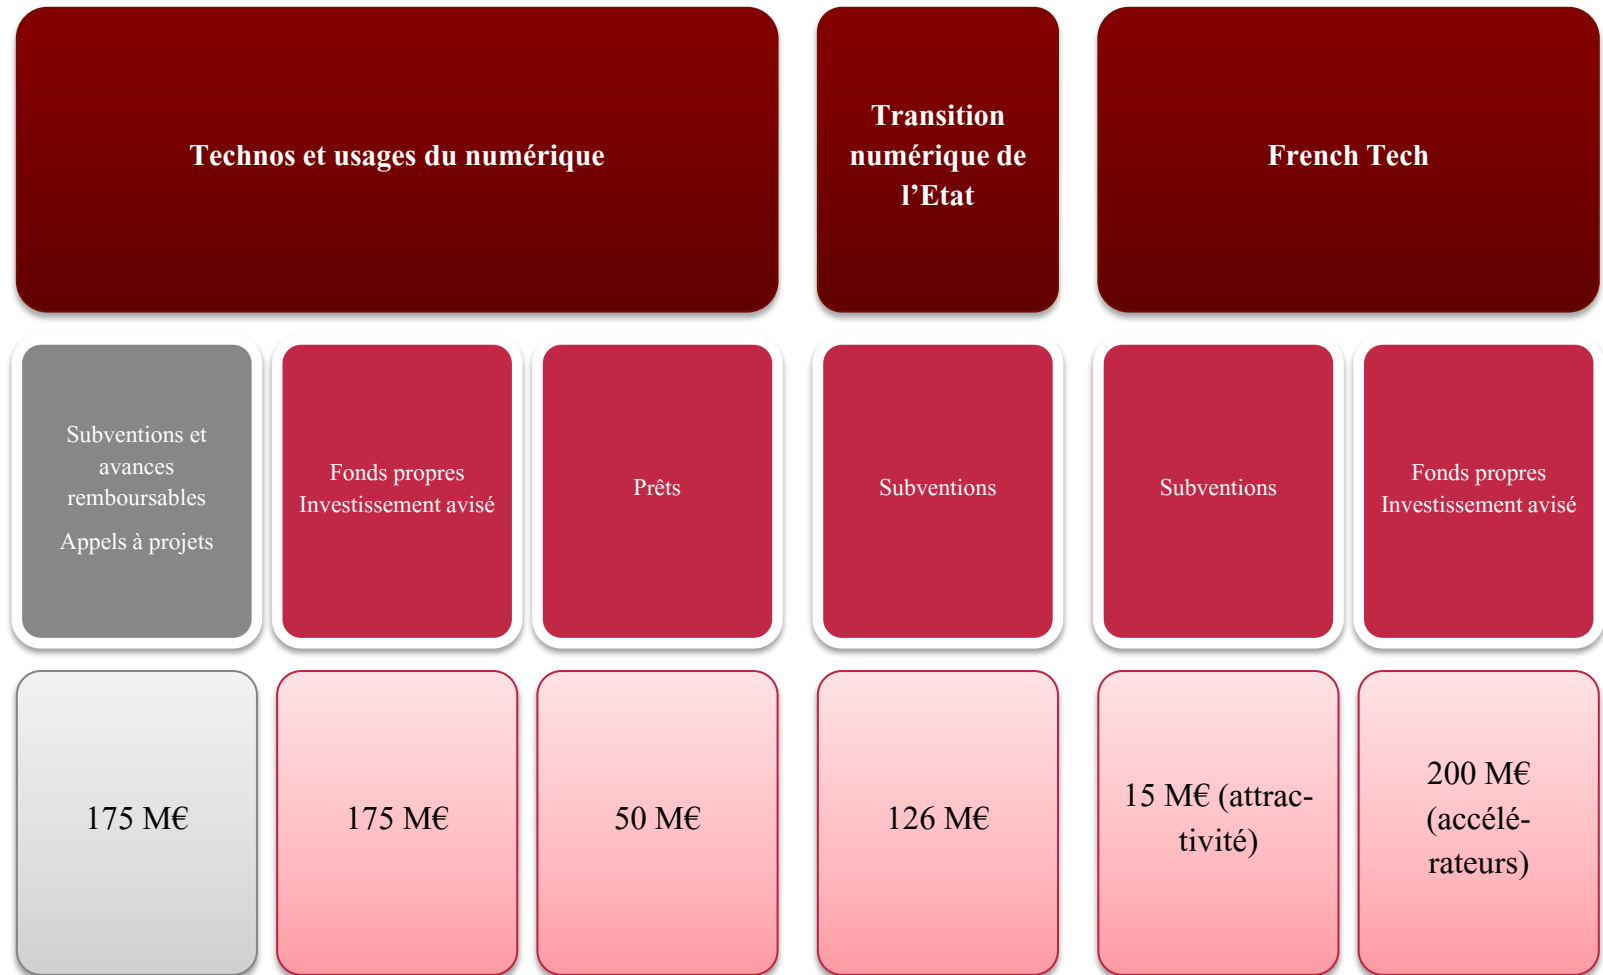 Technos et usages du numérique
Transition
numérique de
l’Etat
French Tech
Subventions et
avances
remboursables
Appels à projets
Fonds propres
Investissement avisé
Prêts
Subventions
Subventions
Fonds propres
Investissement avisé
175 M€
175 M€
50 M€
126 M€
15 M€ (attrac-
tivité)
200 M€
(accélé-
rateurs)